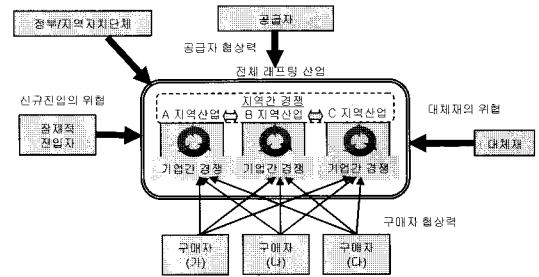 정부/지역자치단체
공급자
공급자 협상력
전체 래프팅 산업
신규진입의 위협
지역간 경쟁
A 지역산업
B 지역산업
C 지역산업
대체재의 위협
잠재적
진입자
대체재
기업간 경쟁
기업간 경쟁
기업간 경쟁
구매자 협상력
구매자
(가)
구매자
(나)
구매자
(다)